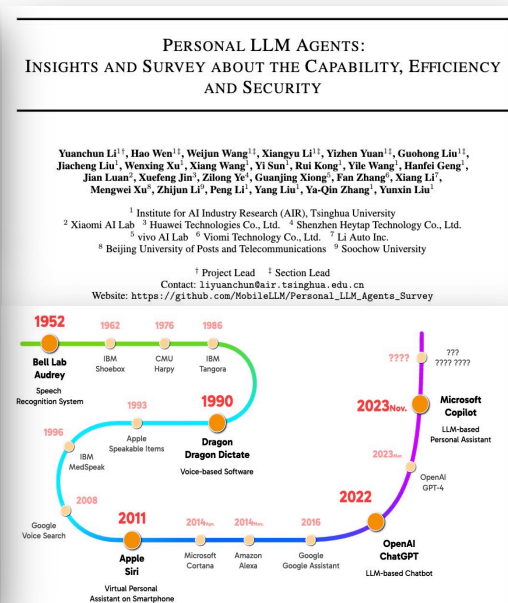 PERSONAL LLM AGENTS:
INSIGHTS AND SURVEY ABOUT THE CAPABILITY, EFFICIENCY
AND SECURITY
Yuanchun Li¹†, Hao Wen¹‡, Weijun Wang¹‡, Xiangyu Li¹‡, Yizhen Yuan¹‡, Guohong Liu¹‡,
Jiacheng Liu¹, Wenxing Xu¹, Xiang Wang¹, Yi Sun¹, Rui Kong¹, Yile Wang¹, Hanfei Geng¹,
Jian Luan², Xuefeng Jin³, Zilong Ye⁴, Guanjing Xiong⁵, Fan Zhang⁶, Xiang Li⁷,
Mengwei Xu⁸, Zhijun Li⁹, Peng Li¹, Yang Liu¹, Ya-Qin Zhang¹, Yunxin Liu¹
¹ Institute for AI Industry Research (AIR), Tsinghua University
² Xiaomi AI Lab ³ Huawei Technologies Co., Ltd. ⁴ Shenzhen Heytap Technology Co., Ltd.
⁵ vivo AI Lab ⁶ Viomi Technology Co., Ltd. ⁷ Li Auto Inc.
⁸ Beijing University of Posts and Telecommunications ⁹ Soochow University
† Project Lead ‡ Section Lead
Contact: liyuanchun@air.tsinghua.edu.cn
Website: https://github.com/MobileLLM/Personal_LLM_Agents_Survey
1952
Bell Lab
Audrey
Speech
Recognition System
1962
IBM
Shoebox
1976
CMU
Harpy
1986
IBM
Tangora
1990
Dragon
Dragon Dictate
Voice-based Software
1993
Apple
Speakable Items
1996
IBM
MedSpeak
2008
Google
Voice Search
2011
Apple
Siri
Virtual Personal
Assistant on Smartphone
2014Apr.
Microsoft
Cortana
2014Nov.
Amazon
Alexa
2016
Google
Google Assistant
2022
OpenAI
ChatGPT
LLM-based Chatbot
2023Mar.
OpenAI
GPT-4
2023Nov.
Microsoft
Copilot
LLM-based
Personal Assistant
????
???
???? ????